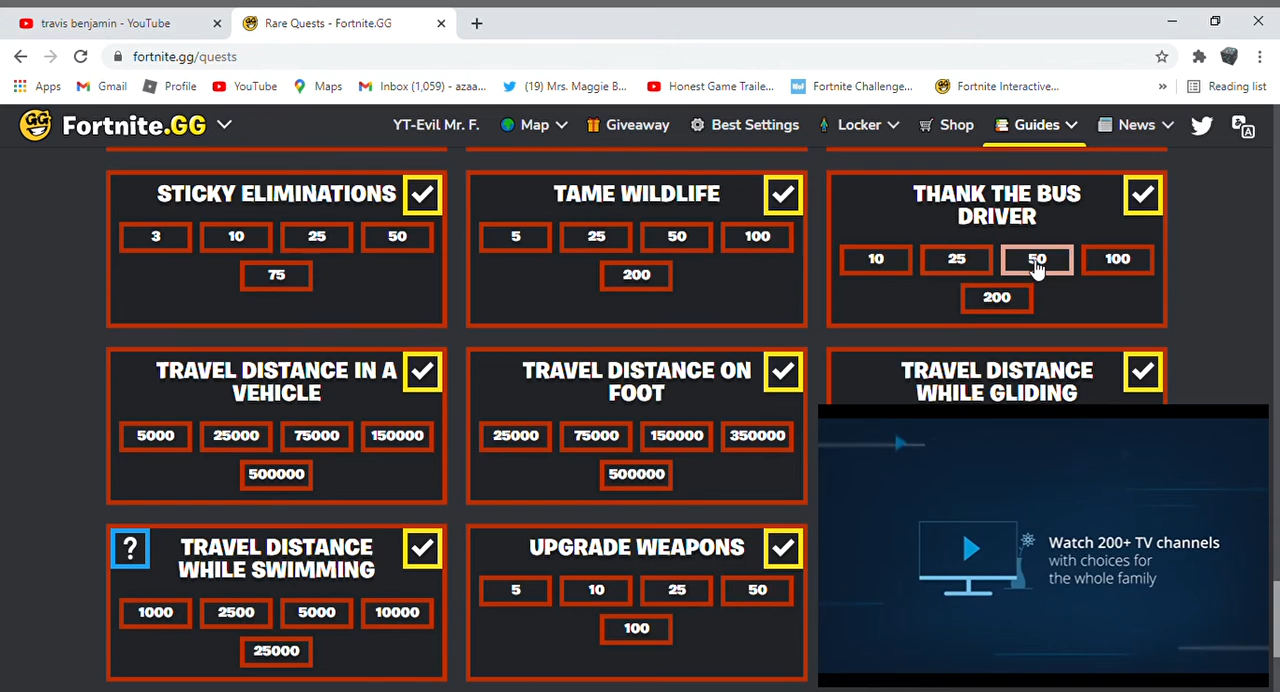 travis benjamin - YouTube
Rare Quests - Fortnite.GG
fortnite.gg/quests
Apps
Gmail
Profile
YouTube
Maps
Inbox (1,059) - azaa...
(19) Mrs. Maggie B...
Honest Game Traile...
Fortnite Challenge...
Fortnite Interactive...
»
Reading list
Fortnite.GG
YT-Evil Mr. F.
Map
Giveaway
Best Settings
Locker
Shop
Guides
News
STICKY ELIMINATIONS
3 10 25 50
75
TAME WILDLIFE
5 25 50 100
200
THANK THE BUS
DRIVER
10 25 50 100
200
TRAVEL DISTANCE IN A
VEHICLE
5000 25000 75000 150000
500000
TRAVEL DISTANCE ON
FOOT
25000 75000 150000 350000
500000
TRAVEL DISTANCE
WHILE GLIDING
?
TRAVEL DISTANCE
WHILE SWIMMING
1000 2500 5000 10000
25000
UPGRADE WEAPONS
5 10 25 50
100
Watch 200+ TV channels
with choices for
the whole family